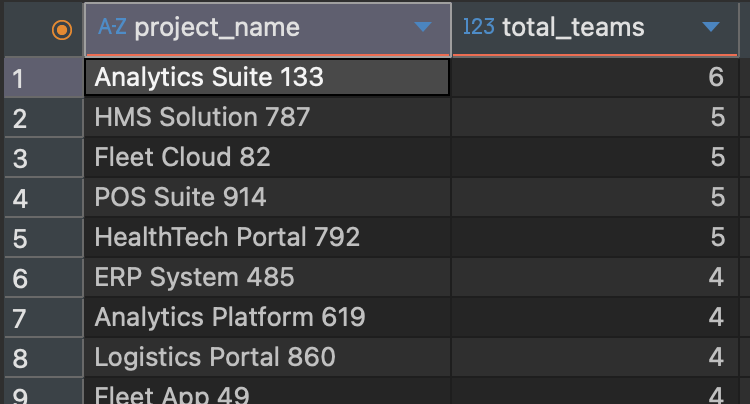 A-Z project_name 123 total_teams
1 Analytics Suite 133 6
2 HMS Solution 787 5
3 Fleet Cloud 82 5
4 POS Suite 914 5
5 HealthTech Portal 792 5
6 ERP System 485 4
7 Analytics Platform 619 4
8 Logistics Portal 860 4
9 Fleet App 49 4